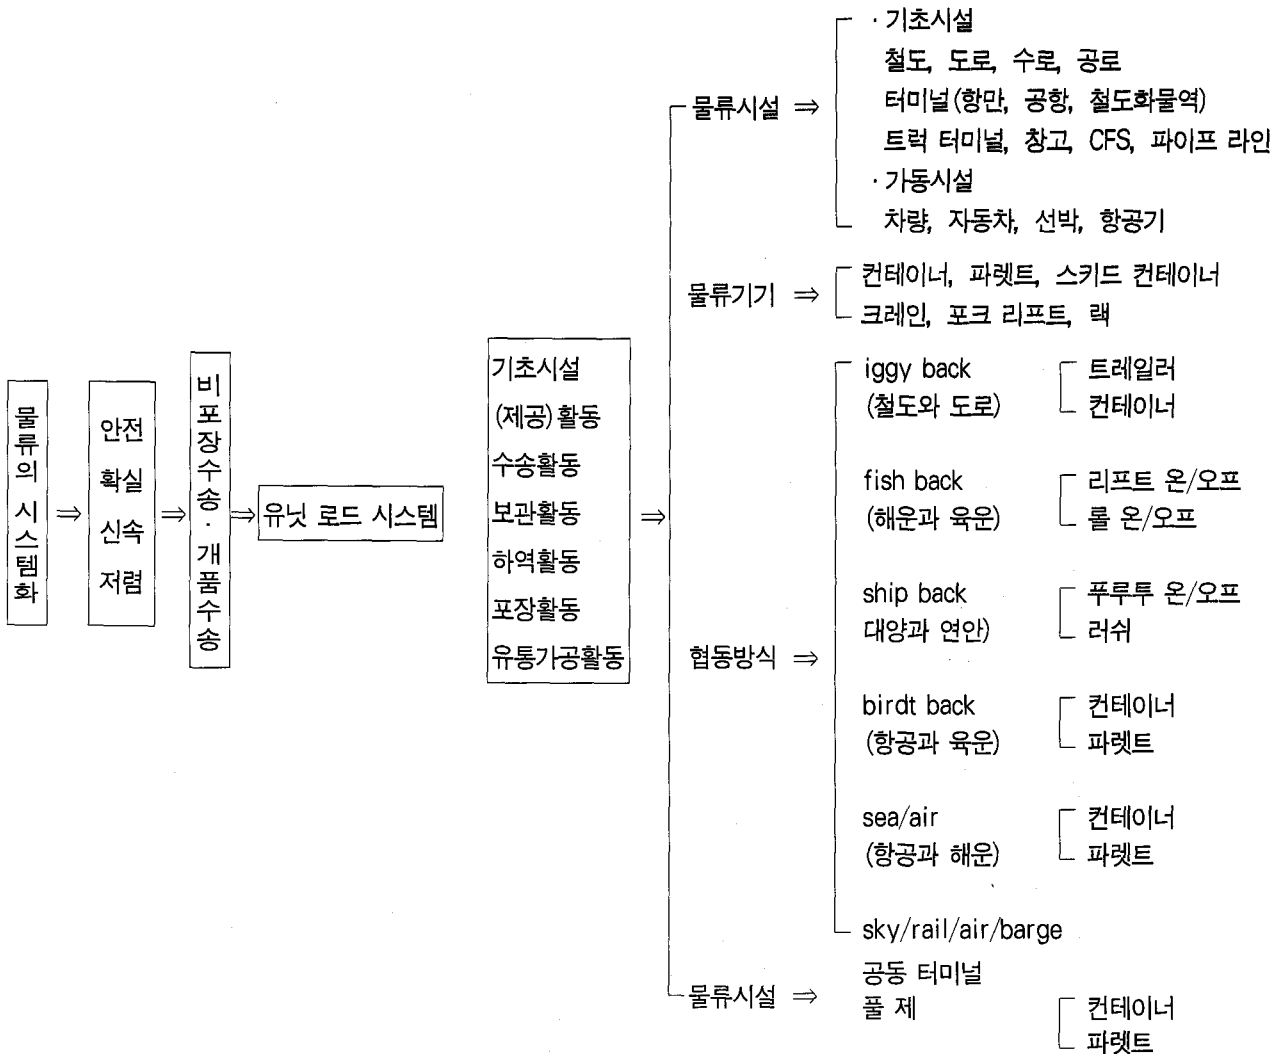 물류의 시스템화
⇒
안전
확실
신속
저렴
⇒
비포장수송·개품수송
⇒
유닛 로드 시스템
기초시설
(제공)활동
수송활동
보관활동
하역활동
포장활동
유통가공활동
⇒
물류시설 ⇒
·기초시설
철도, 도로, 수로, 공로
터미널(항만, 공항, 철도화물역)
트럭 터미널, 창고, CFS, 파이프 라인
·가동시설
차량, 자동차, 선박, 항공기
물류기기 ⇒
컨테이너, 파렛트, 스키드 컨테이너
크레인, 포크 리프트, 랙
협동방식 ⇒
iggy back
(철도와 도로)
트레일러
컨테이너
fish back
(해운과 육운)
리프트 온/오프
롤 온/오프
ship back
대양과 연안)
푸루투 온/오프
러쉬
birdt back
(항공과 육운)
컨테이너
파렛트
sea/air
(항공과 해운)
컨테이너
파렛트
sky/rail/air/barge
물류시설 ⇒
공동 터미널
풀 제
컨테이너
파렛트